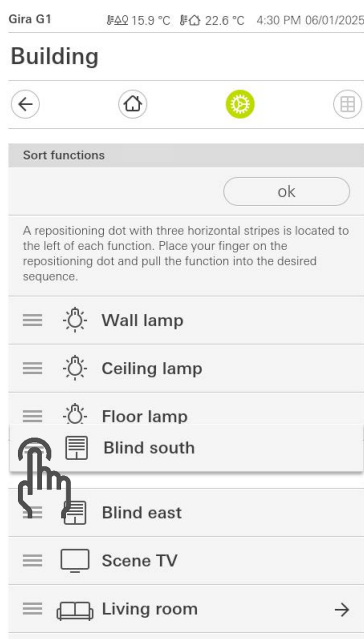 Gira G1 15.9 °C 22.6 °C 4:30 PM 06/01/2025
Building
Sort functions
ok
A repositioning dot with three horizontal stripes is located to
the left of each function. Place your finger on the
repositioning dot and pull the function into the desired
sequence.
Wall lamp
Ceiling lamp
Floor lamp
Blind south
Blind east
Scene TV
Living room